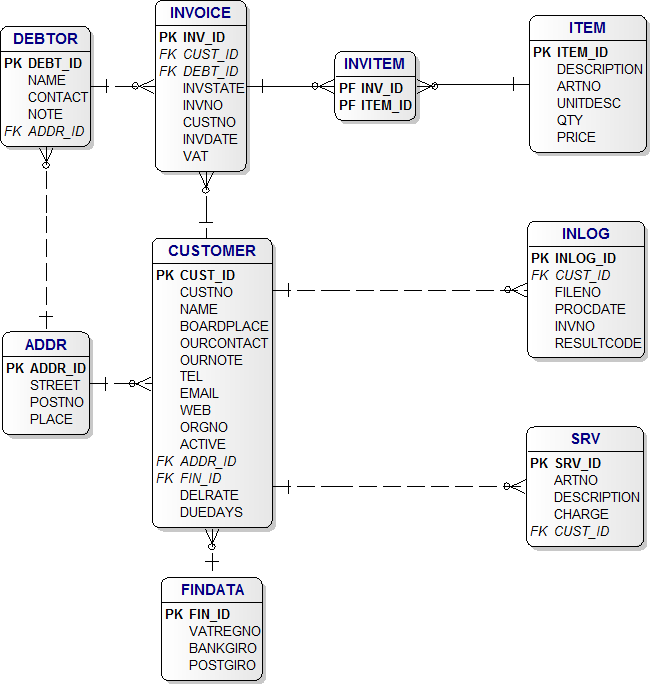 DEBTOR
PK DEBT_ID
NAME
CONTACT
NOTE
FK ADDR_ID
INVOICE
PK INV_ID
FK CUST_ID
FK DEBT_ID
INVSTATE
INVNO
CUSTNO
INVDATE
VAT
INVITEM
PF INV_ID
PF ITEM_ID
ITEM
PK ITEM_ID
DESCRIPTION
ARTNO
UNITDESC
QTY
PRICE
ADDR
PK ADDR_ID
STREET
POSTNO
PLACE
CUSTOMER
PK CUST_ID
CUSTNO
NAME
BOARDPLACE
OURCONTACT
OURNOTE
TEL
EMAIL
WEB
ORGNO
ACTIVE
FK ADDR_ID
FK FIN_ID
DELRATE
DUEDAYS
INLOG
PK INLOG_ID
FK CUST_ID
FILENO
PROCDATE
INVNO
RESULTCODE
SRV
PK SRV_ID
ARTNO
DESCRIPTION
CHARGE
FK CUST_ID
FINDATA
PK FIN_ID
VATREGNO
BANKGIRO
POSTGIRO